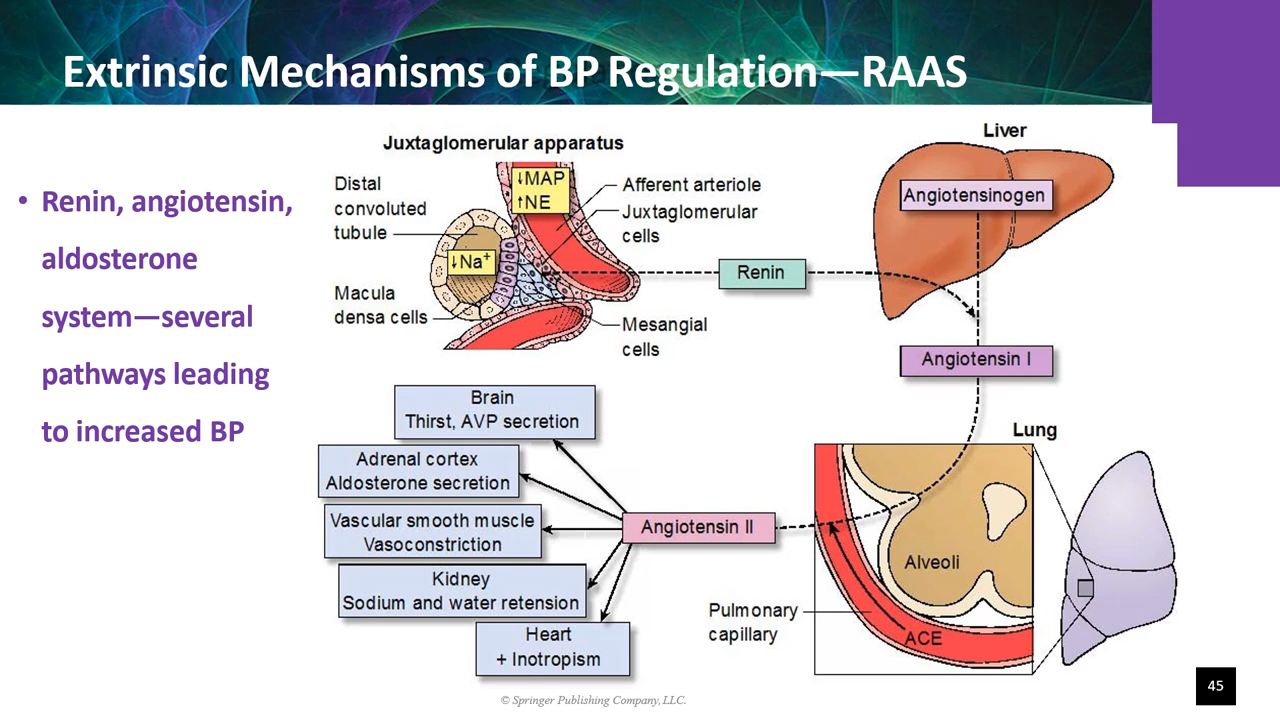 Extrinsic Mechanisms of BP Regulation—RAAS
• Renin, angiotensin,
aldosterone
system—several
pathways leading
to increased BP
Juxtaglomerular apparatus
Distal
convoluted
tubule
↓MAP
↑NE
Afferent arteriole
Juxtaglomerular
cells
↓Na+
Macula
densa cells
Mesangial
cells
Renin
Liver
Angiotensinogen
Angiotensin I
Lung
Alveoli
Pulmonary
capillary
ACE
Angiotensin II
Brain
Thirst, AVP secretion
Adrenal cortex
Aldosterone secretion
Vascular smooth muscle
Vasoconstriction
Kidney
Sodium and water retention
Heart
+ Inotropism
© Springer Publishing Company, LLC.
45